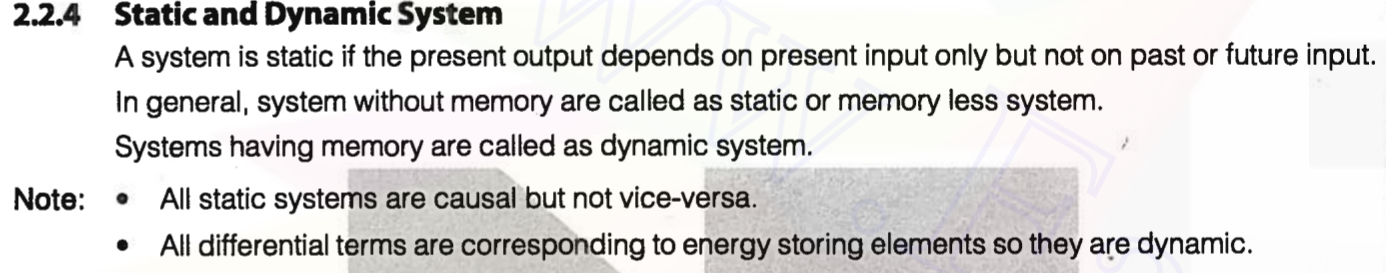 2.2.4 Static and Dynamic System
A system is static if the present output depends on present input only but not on past or future input.
In general, system without memory are called as static or memory less system.
Systems having memory are called as dynamic system.
Note: • All static systems are causal but not vice-versa.
• All differential terms are corresponding to energy storing elements so they are dynamic.